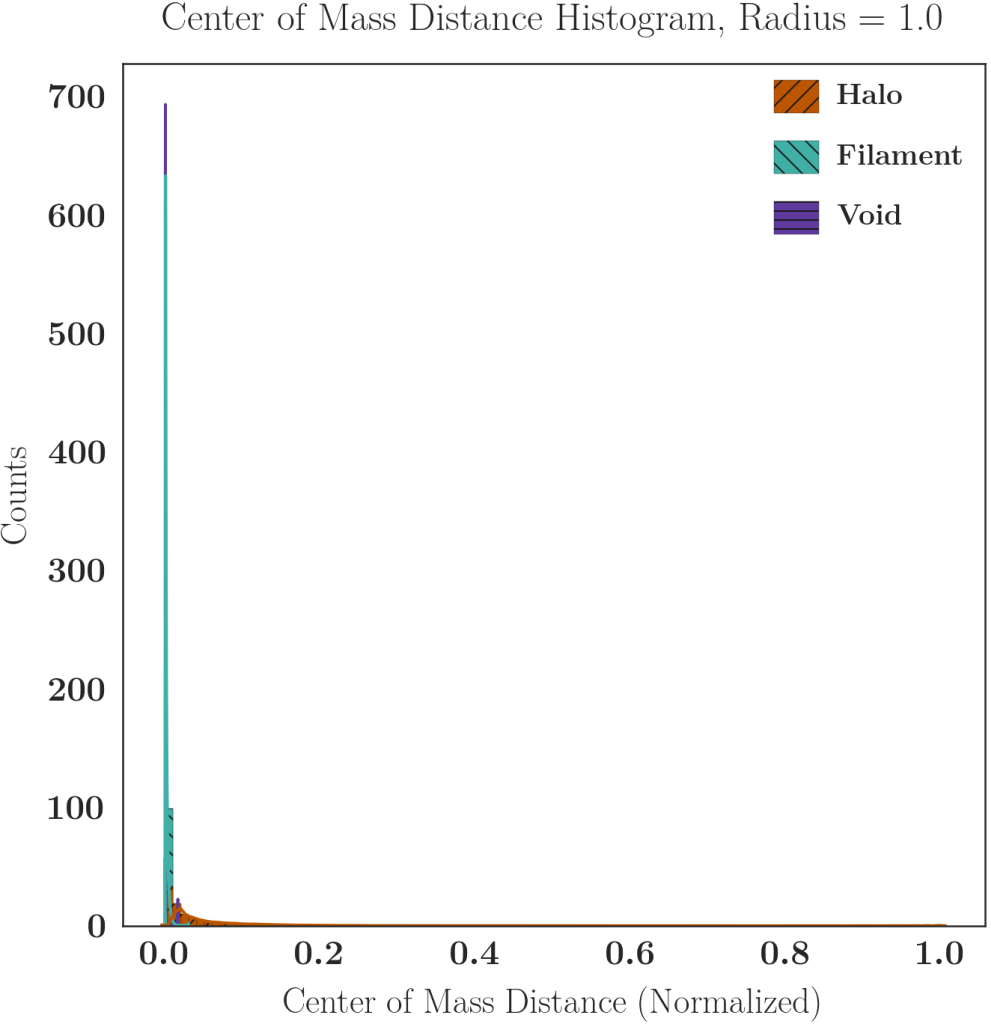 Center of Mass Distance Histogram, Radius = 1.0
700
600
500
400
300
200
100
0
Counts
Halo
Filament
Void
0.0 0.2 0.4 0.6 0.8 1.0
Center of Mass Distance (Normalized)